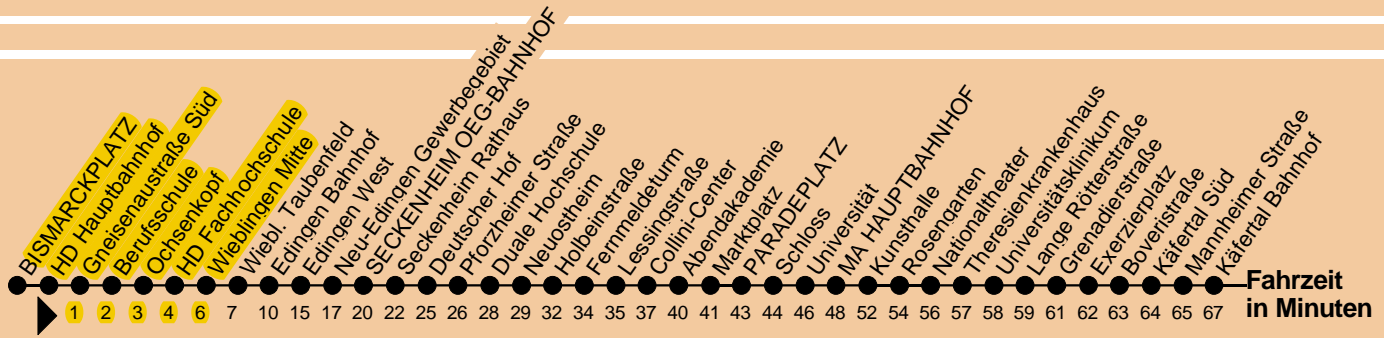 BISMARCKPLATZ
HD Hauptbahnhof
Gneisenaustraße Süd
Berufsschule
Ochsenkopf
HD Fachhochschule
Wieblingen Mitte
Wiebl. Taubenfeld
Edingen Bahnhof
Edingen West
Neu-Edingen Gewerbegebiet
SECKENHEIM OEG-BAHNHOF
Seckenheim Rathaus
Deutscher Hof
Pforzheimer Straße
Duale Hochschule
Neuostheim
Holbeinstraße
Fernmeldeturm
Lessingstraße
Collini-Center
Abendakademie
Marktplatz
PARADEPLATZ
Schloss
Universität
MA HAUPTBAHNHOF
Kunsthalle
Rosengarten
Nationaltheater
Theresienkrankenhaus
Universitätsklinikum
Lange Rötterstraße
Grenadierstraße
Exerzierplatz
Boveristraße
Käfertal Süd
Mannheimer Straße
Käfertal Bahnhof
Fahrzeit
in Minuten
1 2 3 4 6 7 10 15 17 20 22 25 26 28 29 32 34 35 37 40 41 43 44 46 48 52 54 56 57 58 59 61 62 63 64 65 67